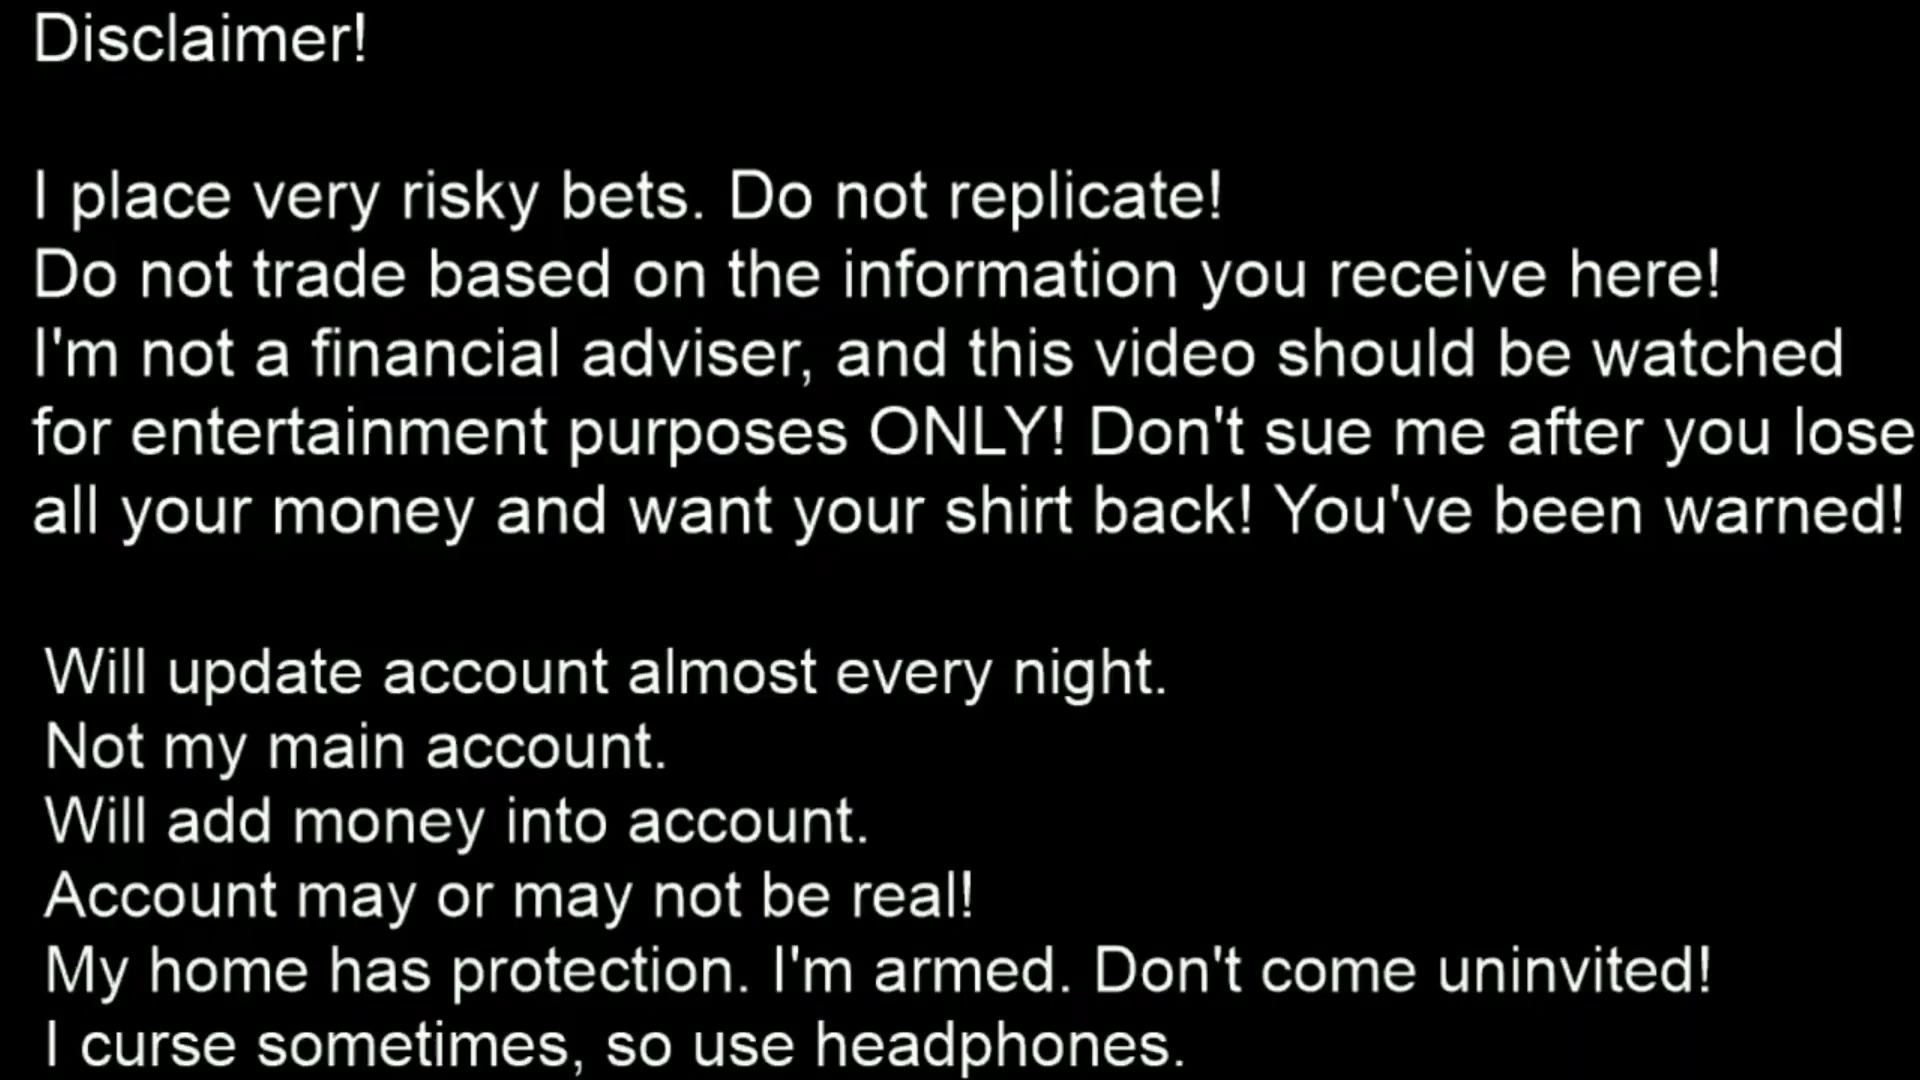 Disclaimer!
I place very risky bets. Do not replicate!
Do not trade based on the information you receive here!
I'm not a financial adviser, and this video should be watched
for entertainment purposes ONLY! Don't sue me after you lose
all your money and want your shirt back! You've been warned!
Will update account almost every night.
Not my main account.
Will add money into account.
Account may or may not be real!
My home has protection. I'm armed. Don't come uninvited!
I curse sometimes, so use headphones.